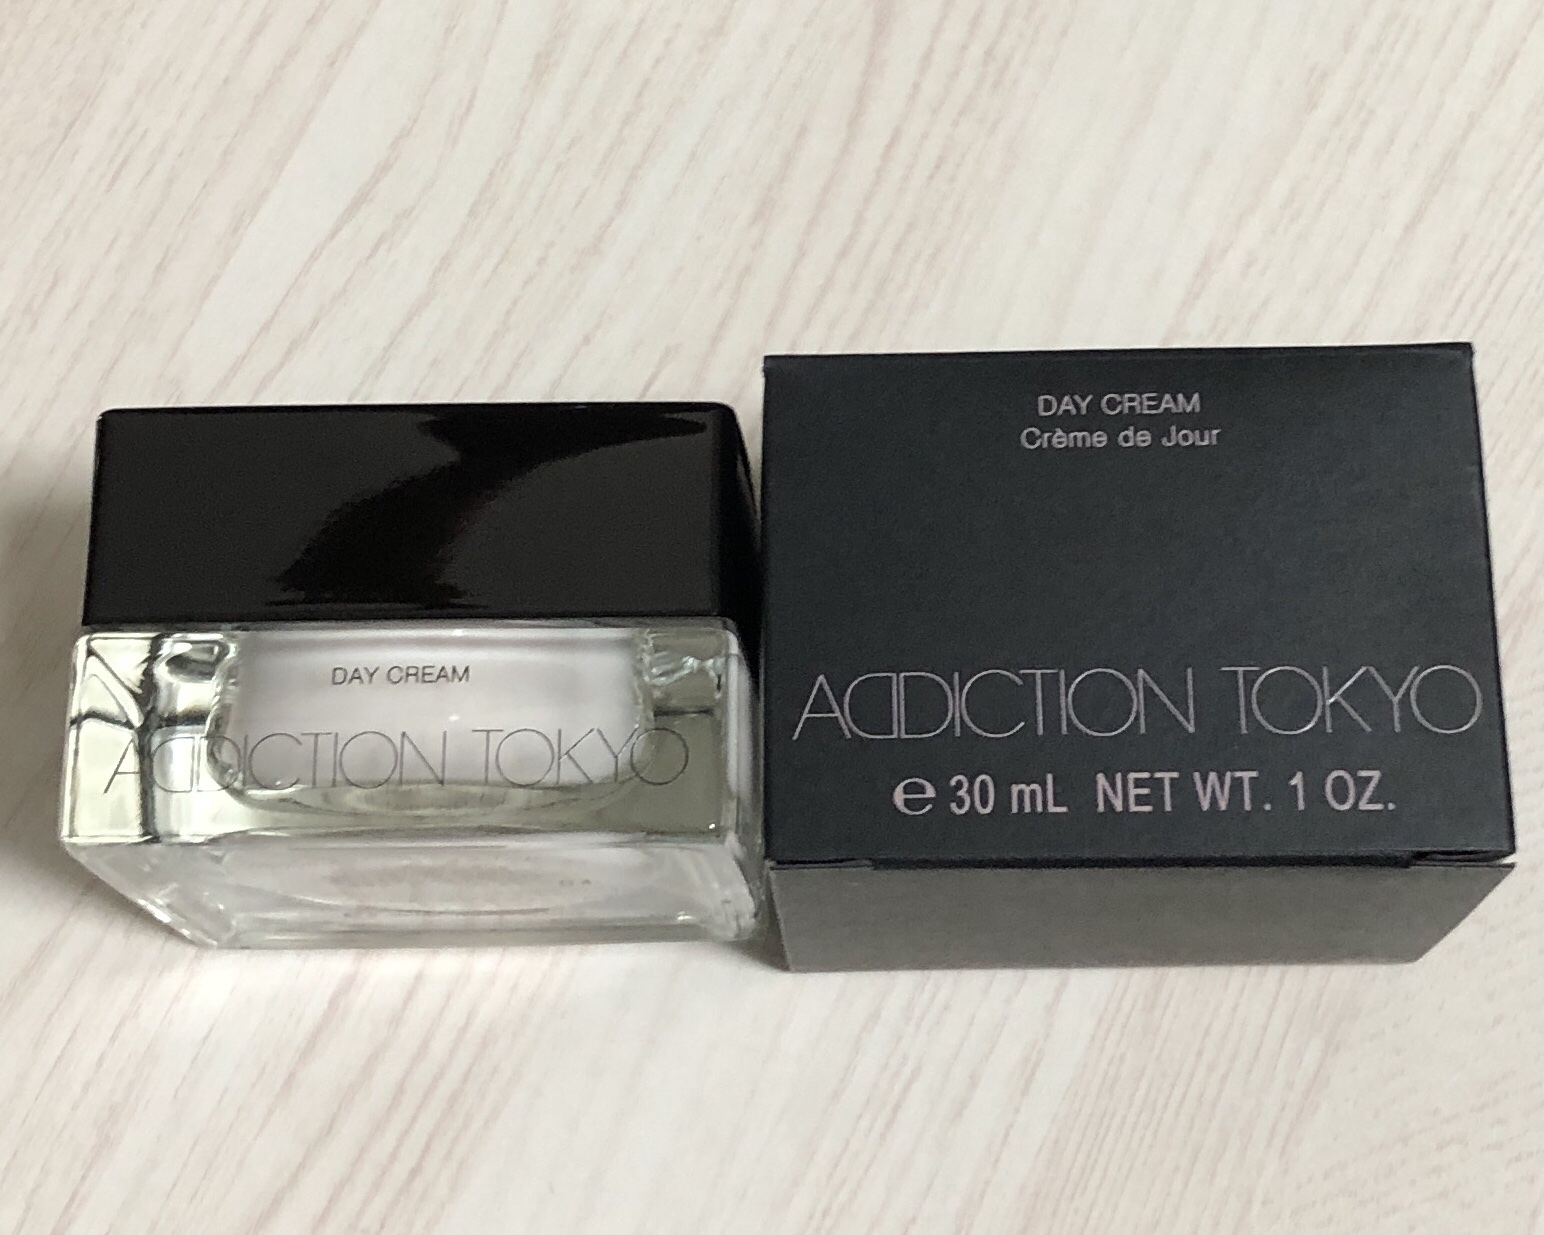 DAY CREAM
ADDICTION TOKYO
DAY CREAM
Crème de Jour
ADDICTION TOKYO
℮ 30 mL NET WT. 1 OZ.